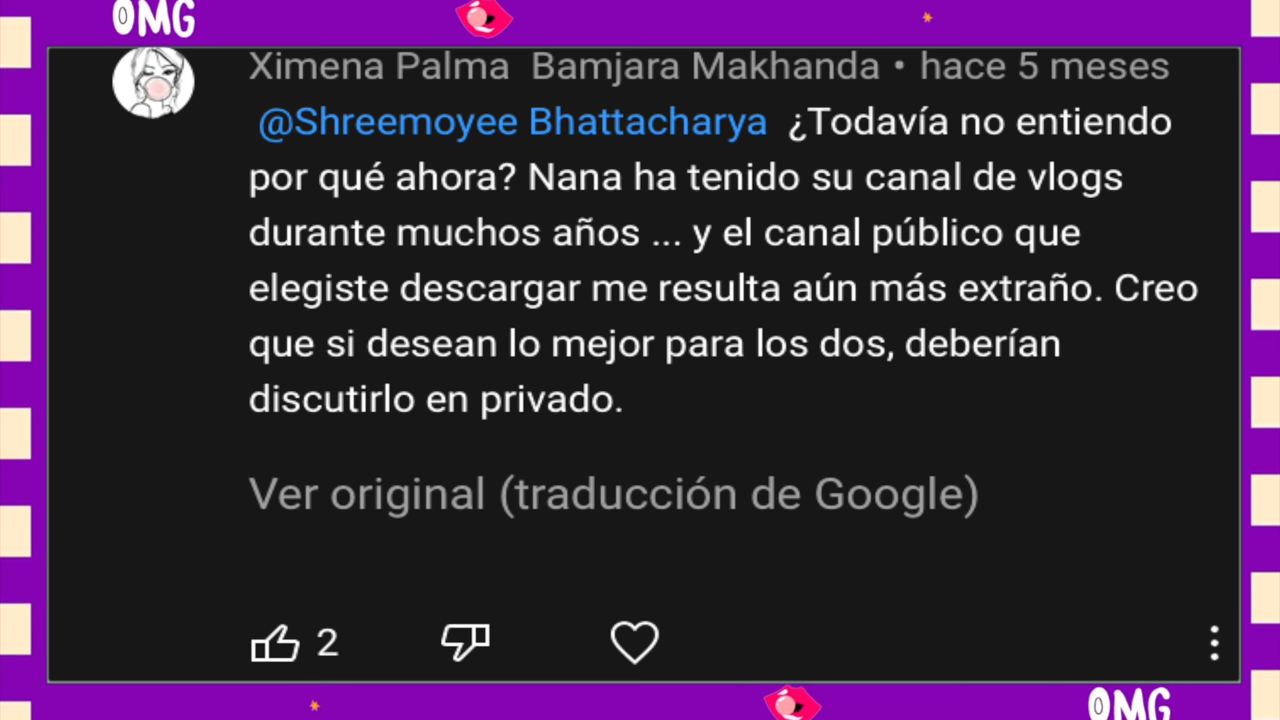 OMG
Ximena Palma Bamjara Makhanda • hace 5 meses
@Shreemoyee Bhattacharya ¿Todavía no entiendo
por qué ahora? Nana ha tenido su canal de vlogs
durante muchos años ... y el canal público que
elegiste descargar me resulta aún más extraño. Creo
que si desean lo mejor para los dos, deberían
discutirlo en privado.
Ver original (traducción de Google)
2
OMG